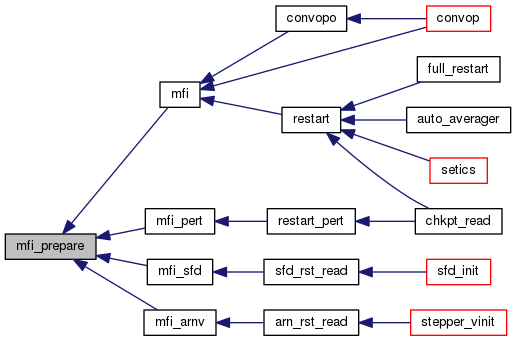 convopo
convop
full_restart
mfi
restart
auto_averager
setics
mfi_pert
restart_pert
chkpt_read
mfi_prepare
mfi_sfd
sfd_rst_read
sfd_init
mfi_arnv
arn_rst_read
stepper_vinit